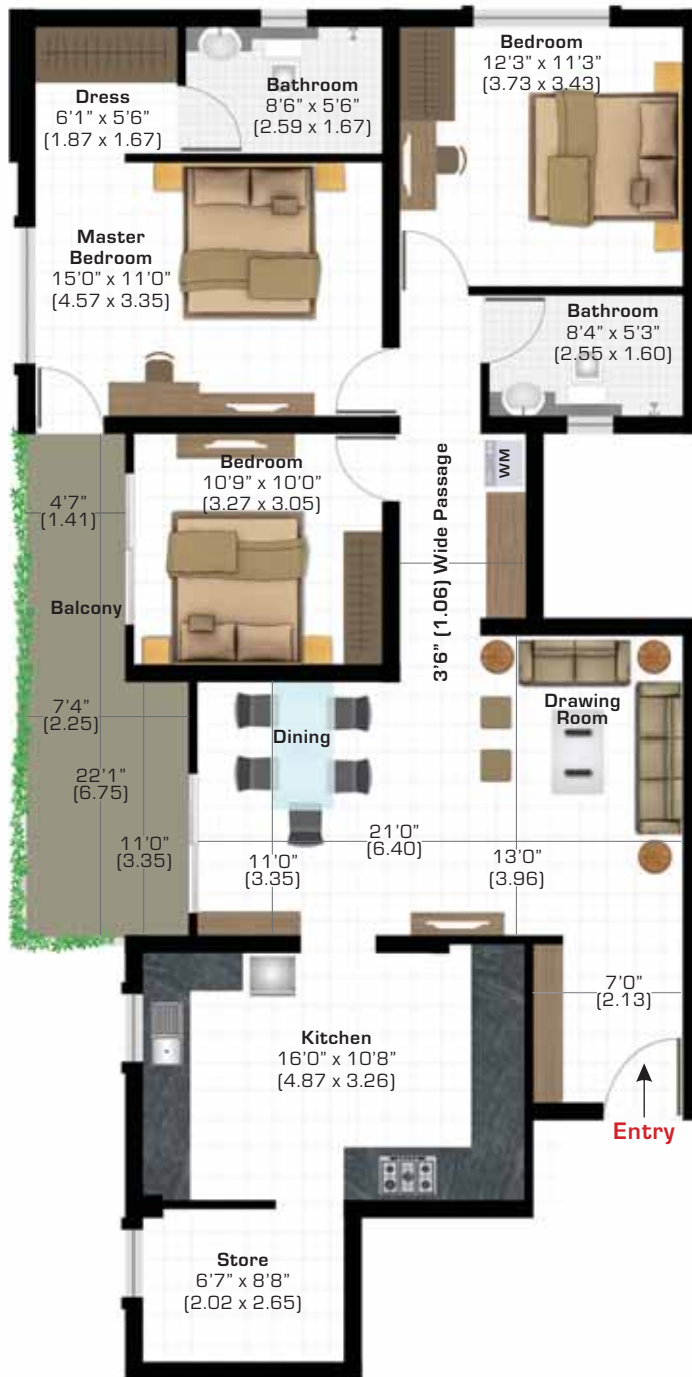 Bedroom
12'3" x 11'3"
(3.73 x 3.43)
Bathroom
8'6" x 5'6"
(2.59 x 1.67)
Dress
6'1" x 5'6"
(1.87 x 1.67)
Master
Bedroom
15'0" x 11'0"
(4.57 x 3.35)
Bathroom
8'4" x 5'3"
(2.55 x 1.60)
WM
3'6" (1.06) Wide Passage
Bedroom
10'9" x 10'0"
(3.27 x 3.05)
4'7"
(1.41)
Balcony
7'4"
(2.25)
22'1"
(6.75)
11'0"
(3.35)
Dining
Drawing
Room
21'0"
(6.40)
11'0"
(3.35)
13'0"
(3.96)
7'0"
(2.13)
Kitchen
16'0" x 10'8"
(4.87 x 3.26)
Entry
Store
6'7" x 8'8"
(2.02 x 2.65)